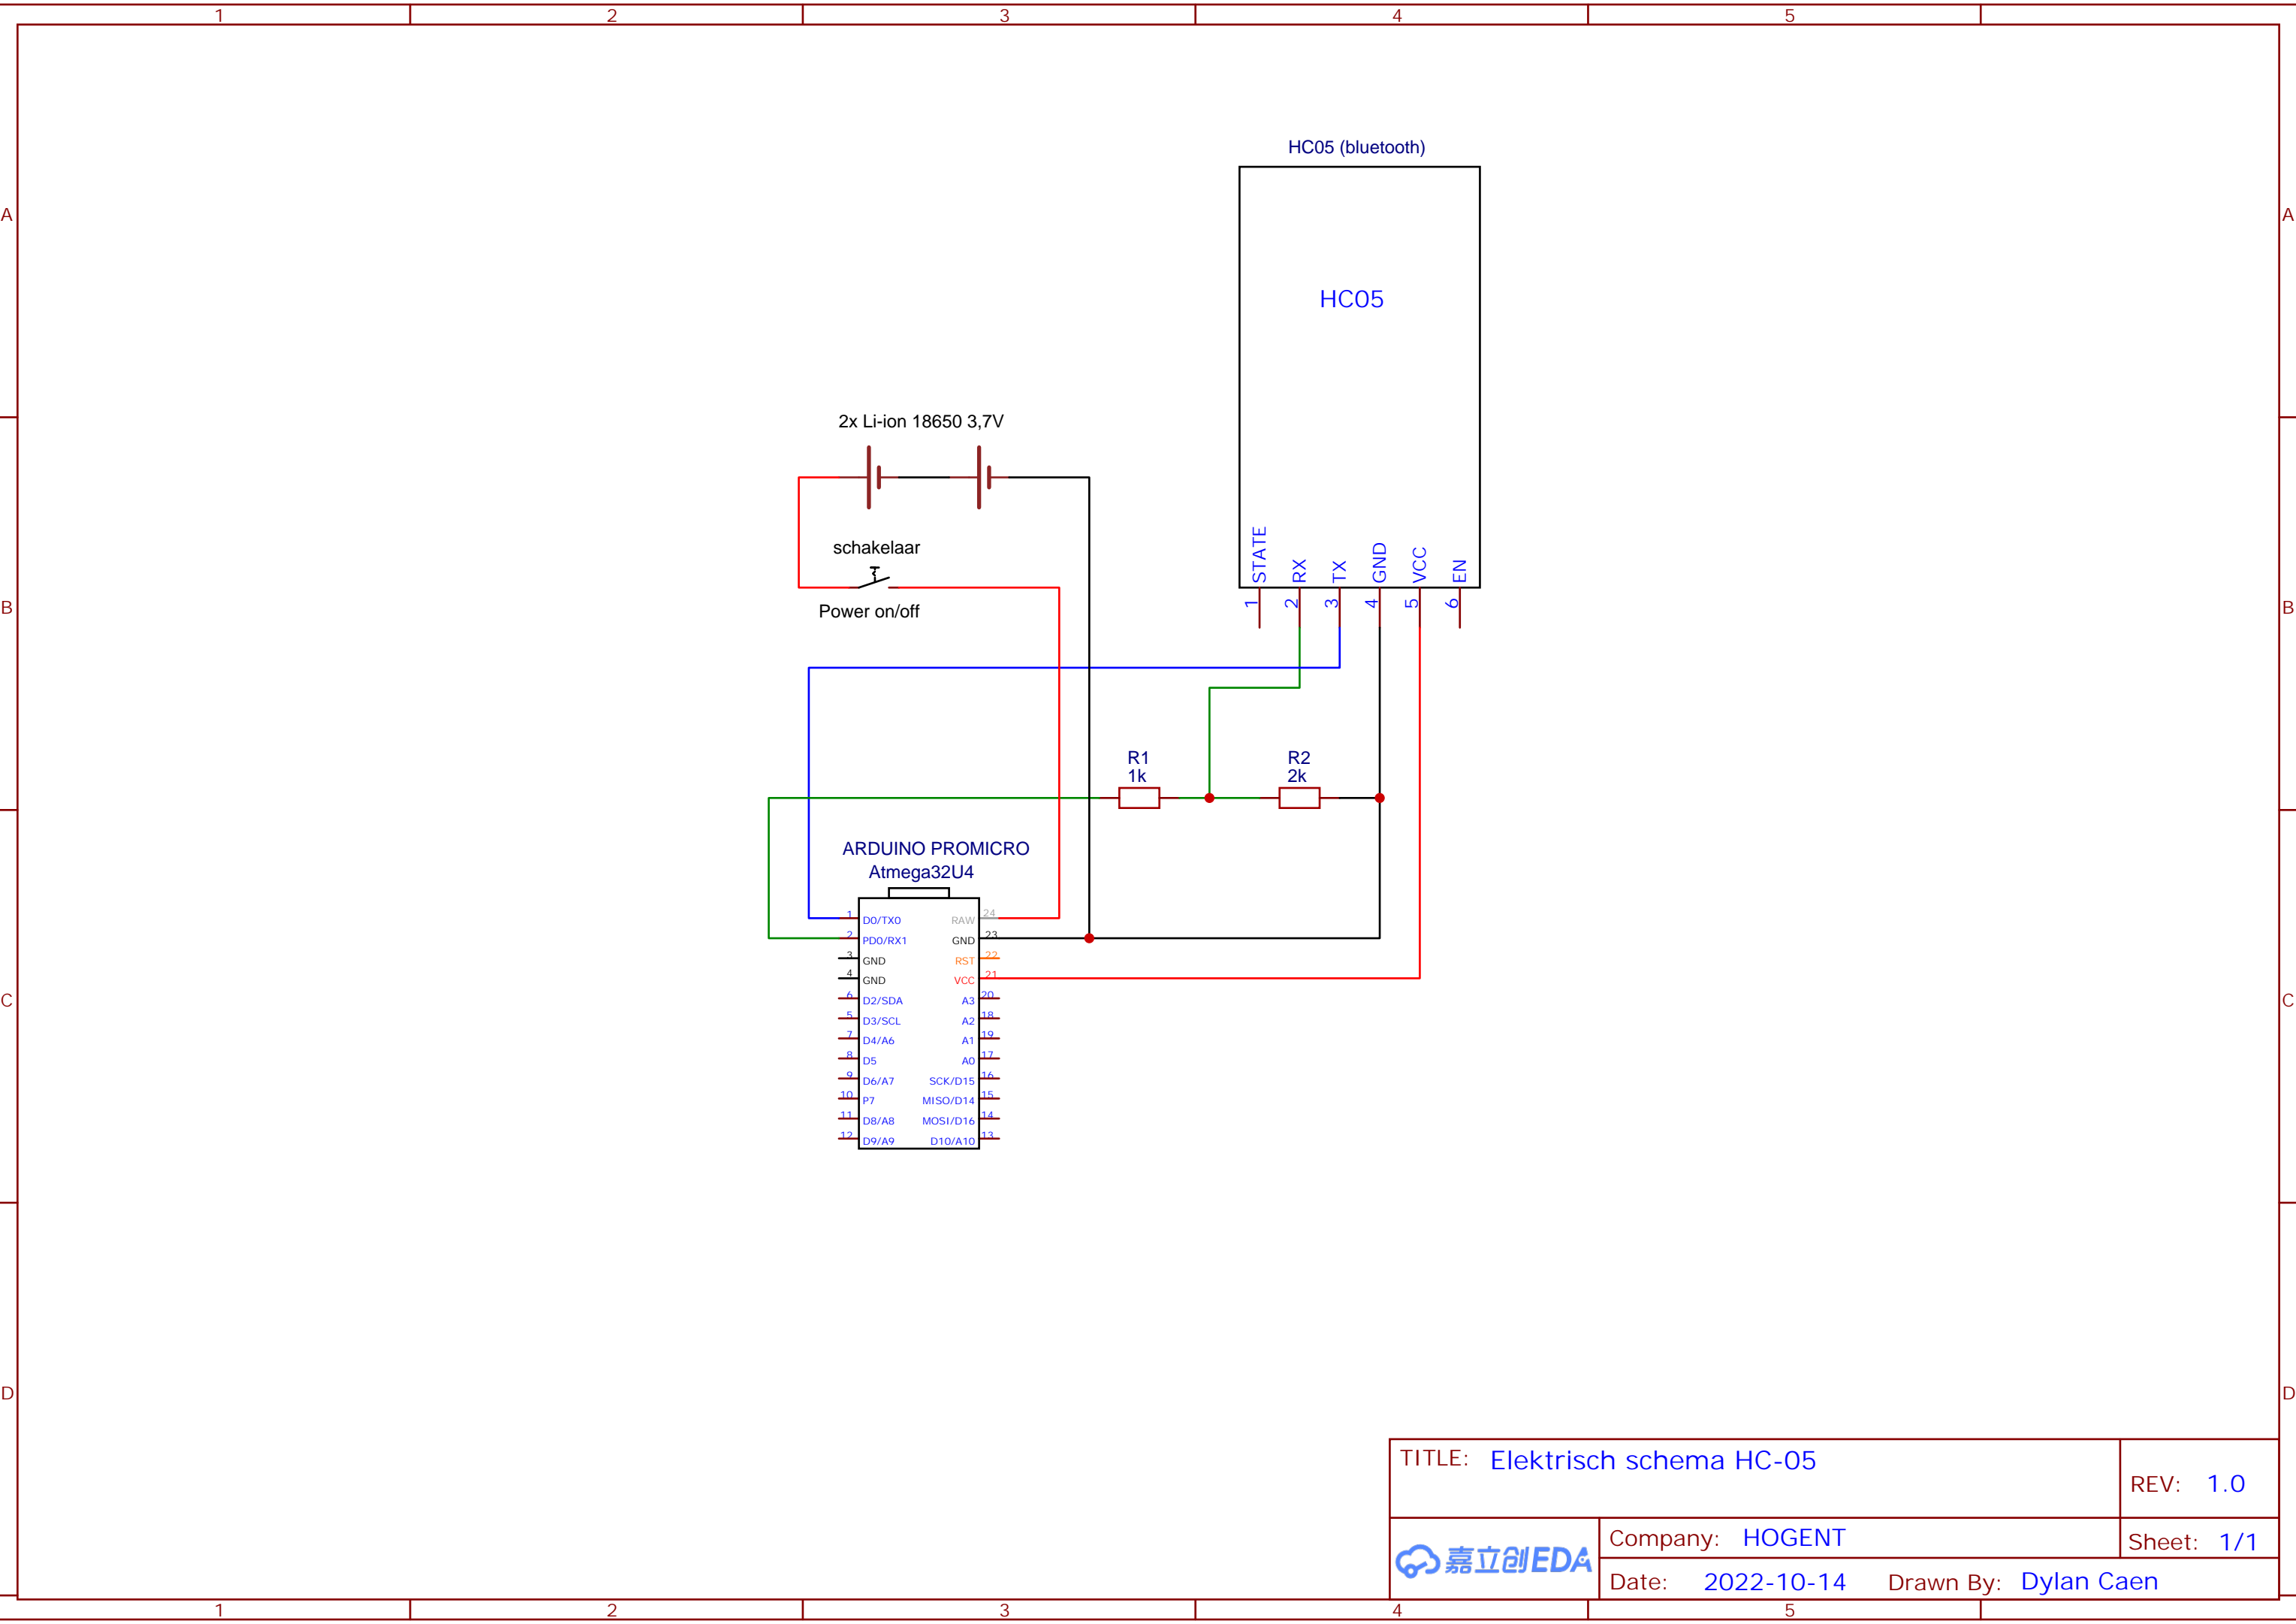 1 2 3 4 5
A A
HC05 (bluetooth)
HC05
2x Li-ion 18650 3,7V
schakelaar
Power on/off
STATE RX TX GND VCC EN
1 2 3 4 5 6
B B
R1 R2
1k 2k
ARDUINO PROMICRO
Atmega32U4
1 D0/TX0 RAW 24
2 PD0/RX1 GND 23
3 GND RST 22
4 GND VCC 21
6 D2/SDA A3 20
5 D3/SCL A2 18
7 D4/A6 A1 19
8 D5 A0 17
9 D6/A7 SCK/D15 16
10 P7 MISO/D14 15
11 D8/A8 MOSI/D16 14
12 D9/A9 D10/A10 13
C C
D D
TITLE: Elektrisch schema HC-05
REV: 1.0
嘉立创EDA
Company: HOGENT
Sheet: 1/1
Date: 2022-10-14 Drawn By: Dylan Caen
1 2 3 4 5